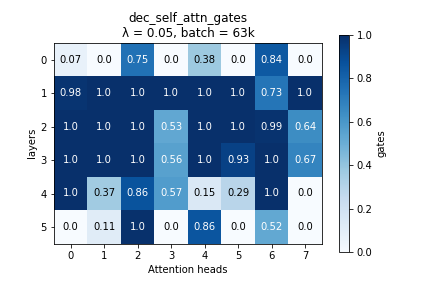 dec_self_attn_gates
λ = 0.05, batch = 63k
0 0.07 0.0 0.75 0.0 0.38 0.0 0.84 0.0
1 0.98 1.0 1.0 1.0 1.0 1.0 0.73 1.0
2 1.0 1.0 1.0 0.53 1.0 1.0 0.99 0.64
3 1.0 1.0 1.0 0.56 1.0 0.93 1.0 0.67
4 1.0 0.37 0.86 0.57 0.15 0.29 1.0 0.0
5 0.0 0.11 1.0 0.0 0.86 0.0 0.52 0.0
0 1 2 3 4 5 6 7
Attention heads
layers
1.0
0.8
0.6
0.4
0.2
0.0
gates